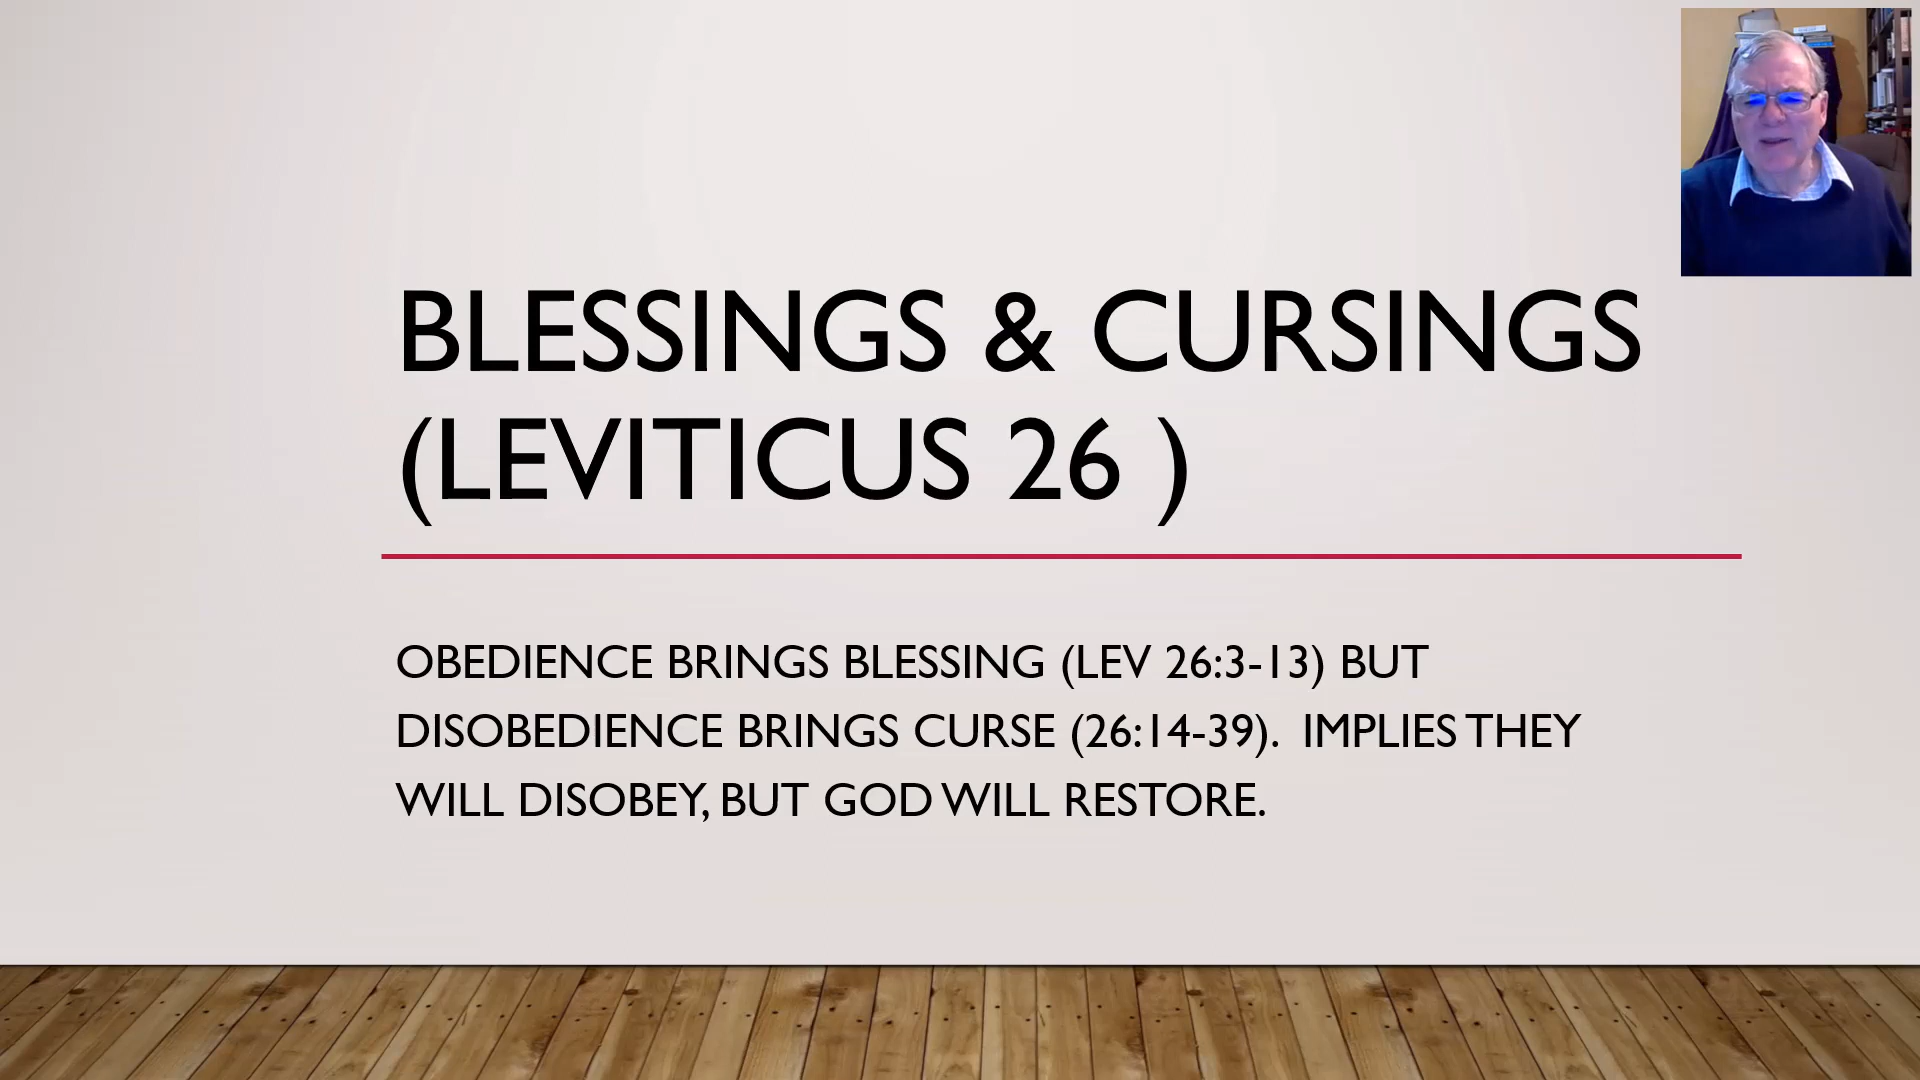 BLESSINGS & CURSINGS
(LEVITICUS 26 )
OBEDIENCE BRINGS BLESSING (LEV 26:3-13) BUT
DISOBEDIENCE BRINGS CURSE (26:14-39).  IMPLIES THEY
WILL DISOBEY, BUT GOD WILL RESTORE.